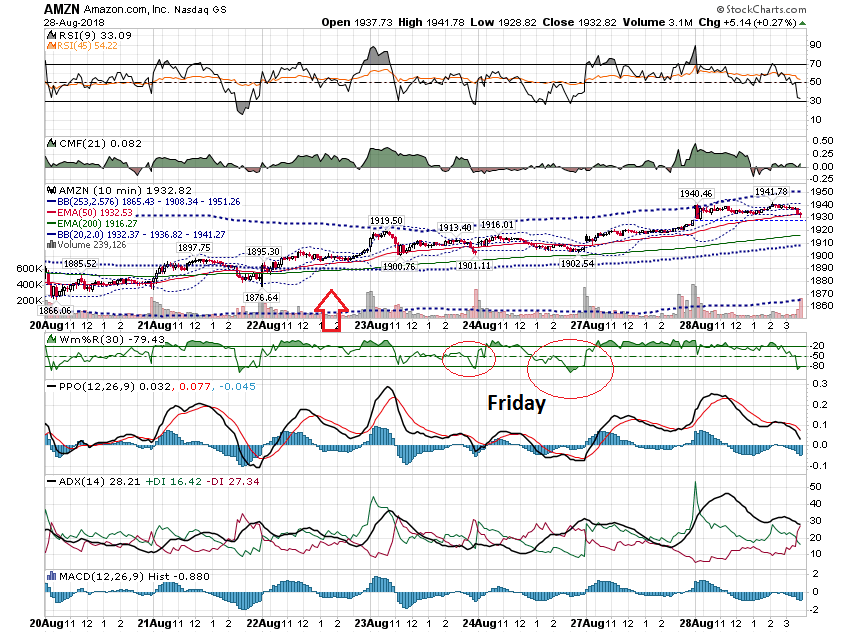 AMZN Amazon.com, Inc. Nasdaq GS © StockCharts.com
28-Aug-2018 Open 1937.73 High 1941.78 Low 1928.82 Close 1932.82 Volume 3.1M Chg +5.14 (+0.27%)
RSI(9) 33.09
RSI(45) 54.22
90
70
50
30
10
CMF(21) 0.082
0.50
0.25
0.00
-0.25
AMZN (10 min) 1932.82
BB(253,2.576) 1865.43 - 1908.34 - 1951.26
EMA(50) 1932.53
EMA(200) 1916.27
BB(20,2.0) 1932.37 - 1936.82 - 1941.27
Volume 239,126
1950
1940
1930
1920
1910
1900
1890
1880
1870
1860
600K
400K
200K
1940.46 1941.78
1919.50 1913.40 1916.01
1897.75 1895.30
1885.52 1900.76 1901.11 1902.54
1876.64
1866.06
20Aug11 12 1 2 21Aug11 12 1 2 22Aug11 12 1 2 23Aug11 12 1 2 24Aug11 12 1 2 27Aug11 12 1 2 28Aug11 12 1 2 3
Wm%R(30) -79.43
-20
-50
-80
Friday
PPO(12,26,9) 0.032, 0.077, -0.045
0.3
0.2
0.1
0.0
-0.1
ADX(14) 28.21 +DI 16.42 -DI 27.34
50
40
30
20
10
MACD(12,26,9) Hist -0.880
2
0
-2
20Aug11 12 1 2 21Aug11 12 1 2 22Aug11 12 1 2 23Aug11 12 1 2 24Aug11 12 1 2 27Aug11 12 1 2 28Aug11 12 1 2 3